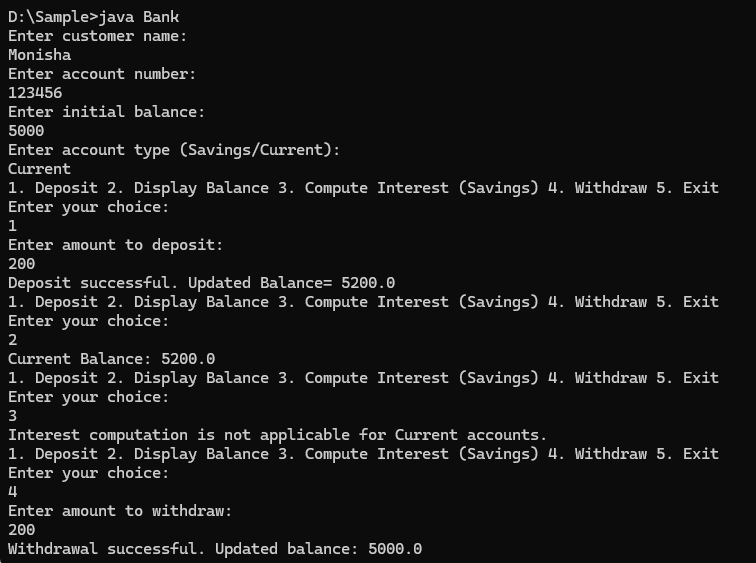 D:\Sample>java Bank
Enter customer name:
Monisha
Enter account number:
123456
Enter initial balance:
5000
Enter account type (Savings/Current):
Current
1. Deposit 2. Display Balance 3. Compute Interest (Savings) 4. Withdraw 5. Exit
Enter your choice:
1
Enter amount to deposit:
200
Deposit successful. Updated Balance= 5200.0
1. Deposit 2. Display Balance 3. Compute Interest (Savings) 4. Withdraw 5. Exit
Enter your choice:
2
Current Balance: 5200.0
1. Deposit 2. Display Balance 3. Compute Interest (Savings) 4. Withdraw 5. Exit
Enter your choice:
3
Interest computation is not applicable for Current accounts.
1. Deposit 2. Display Balance 3. Compute Interest (Savings) 4. Withdraw 5. Exit
Enter your choice:
4
Enter amount to withdraw:
200
Withdrawal successful. Updated balance: 5000.0